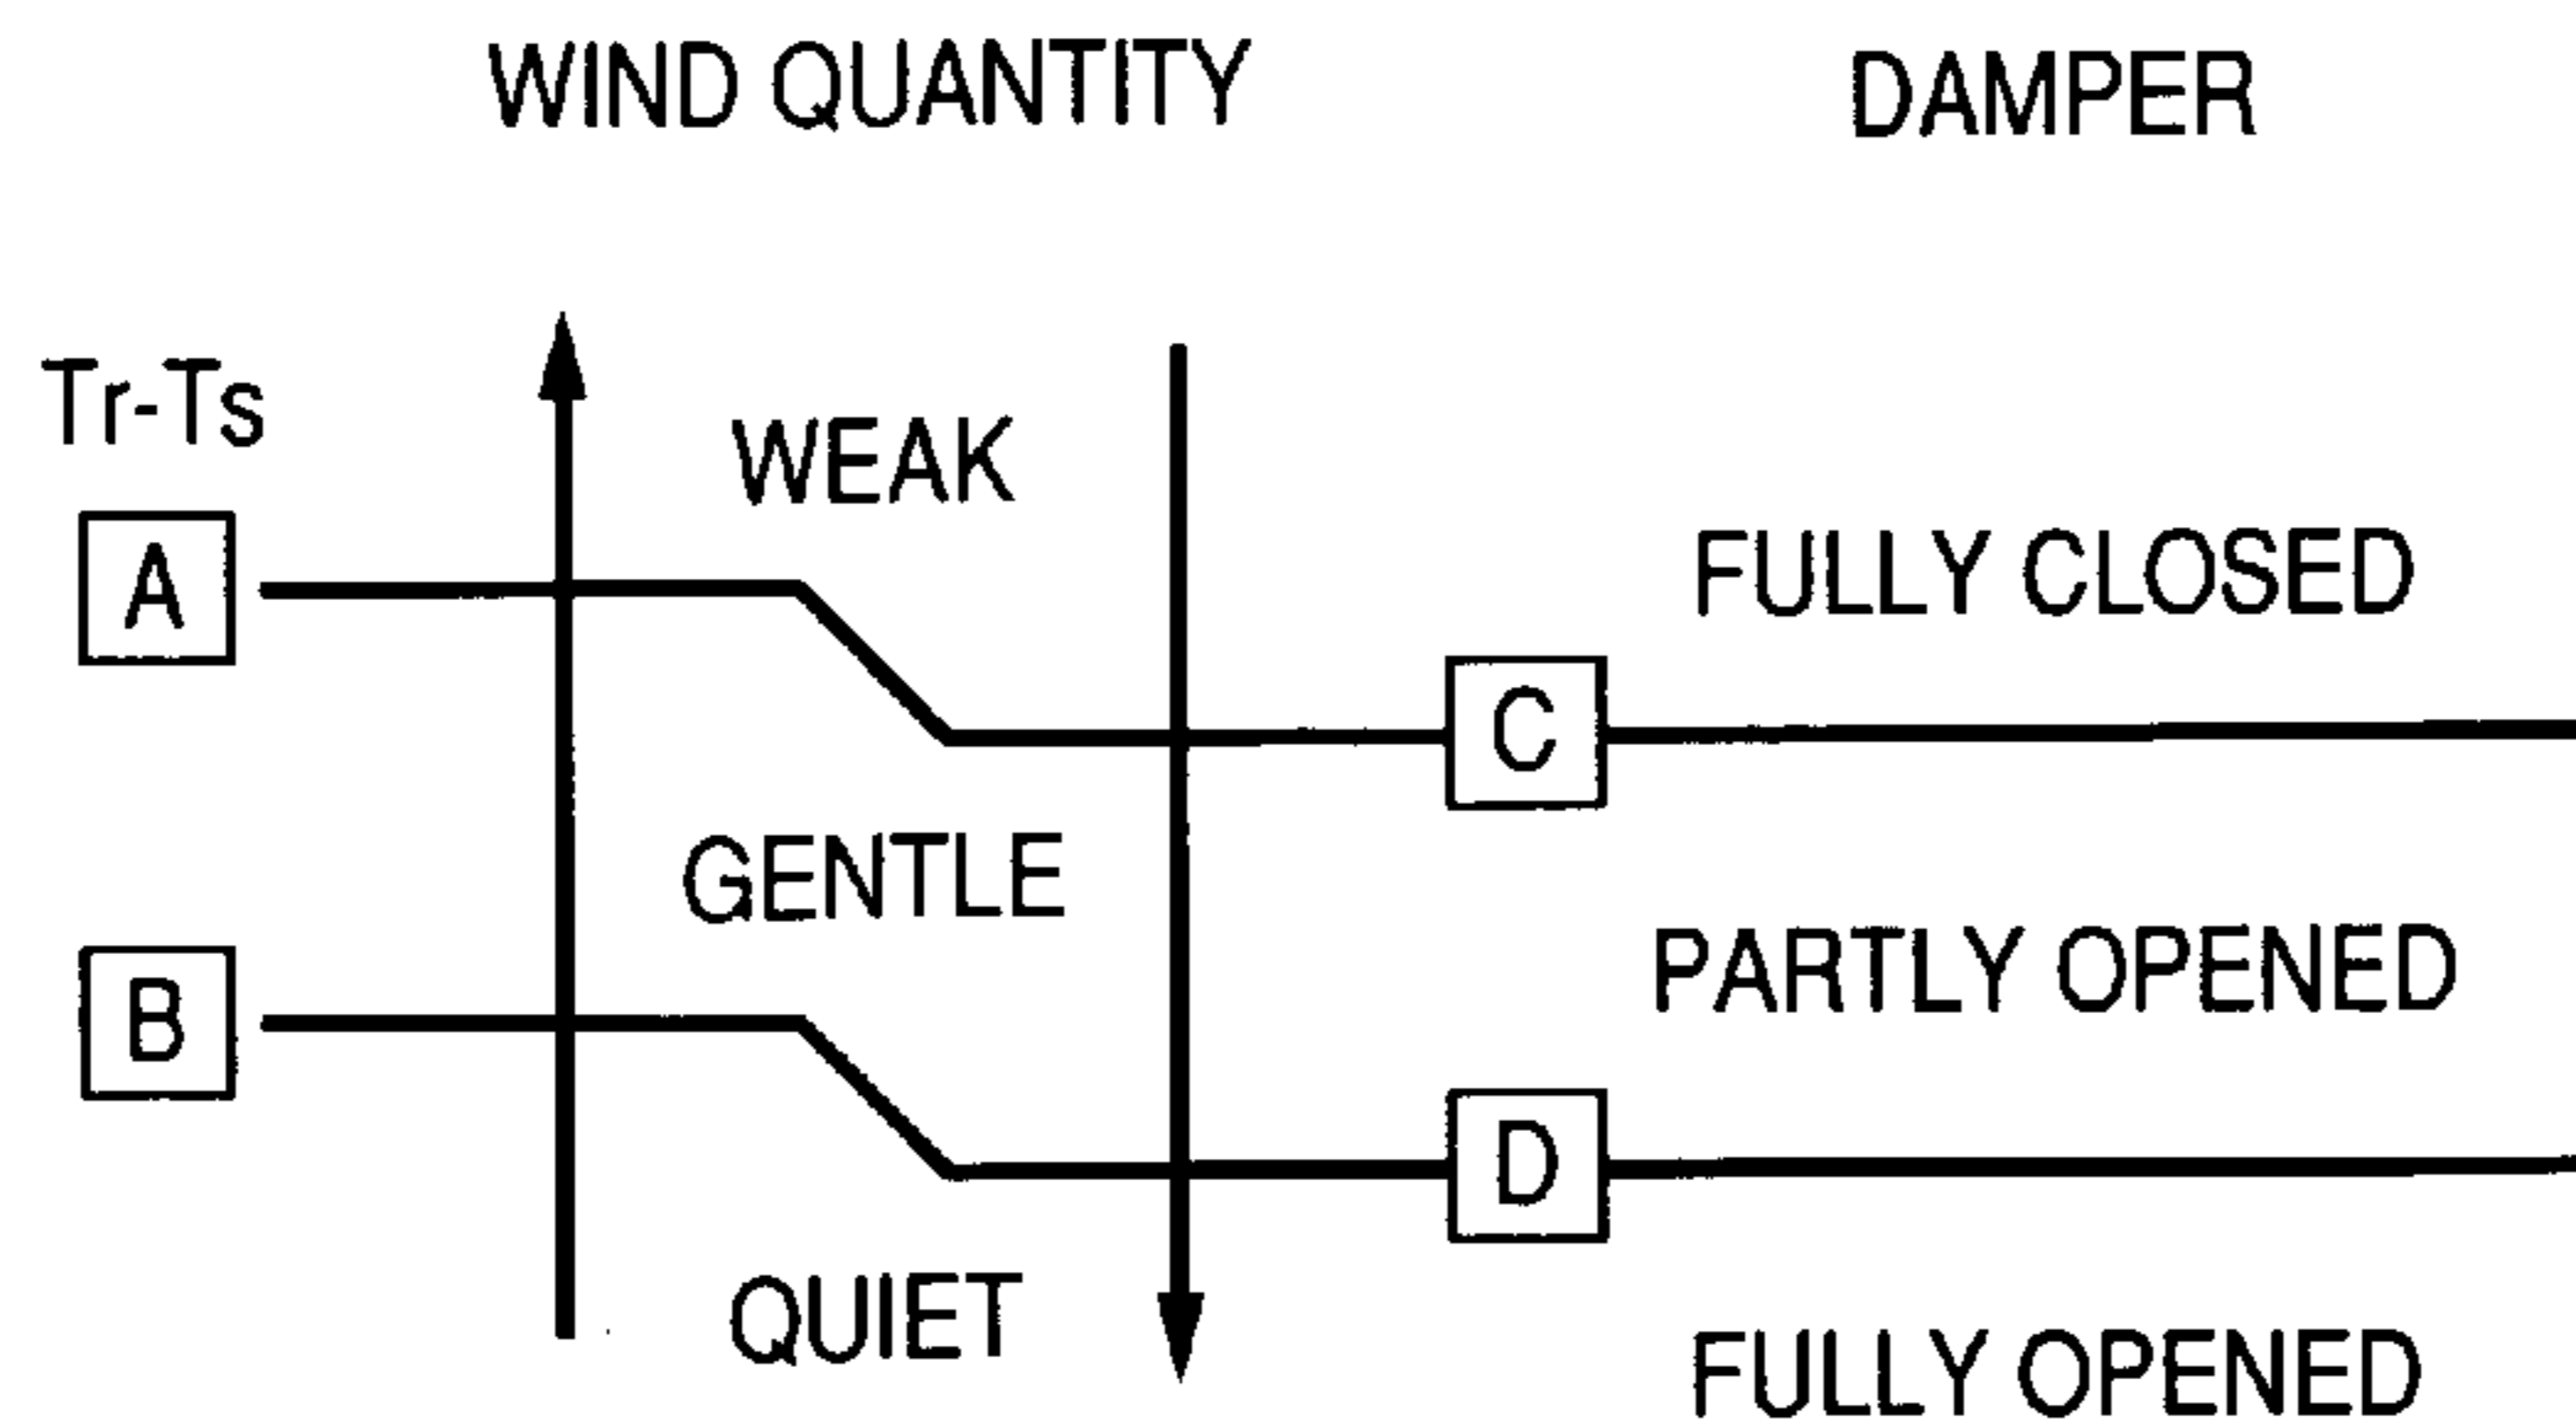 WIND QUANTITY
DAMPER
Tr-Ts
WEAK
A
FULLY CLOSED
C
GENTLE
PARTLY OPENED
B
D
QUIET
FULLY OPENED